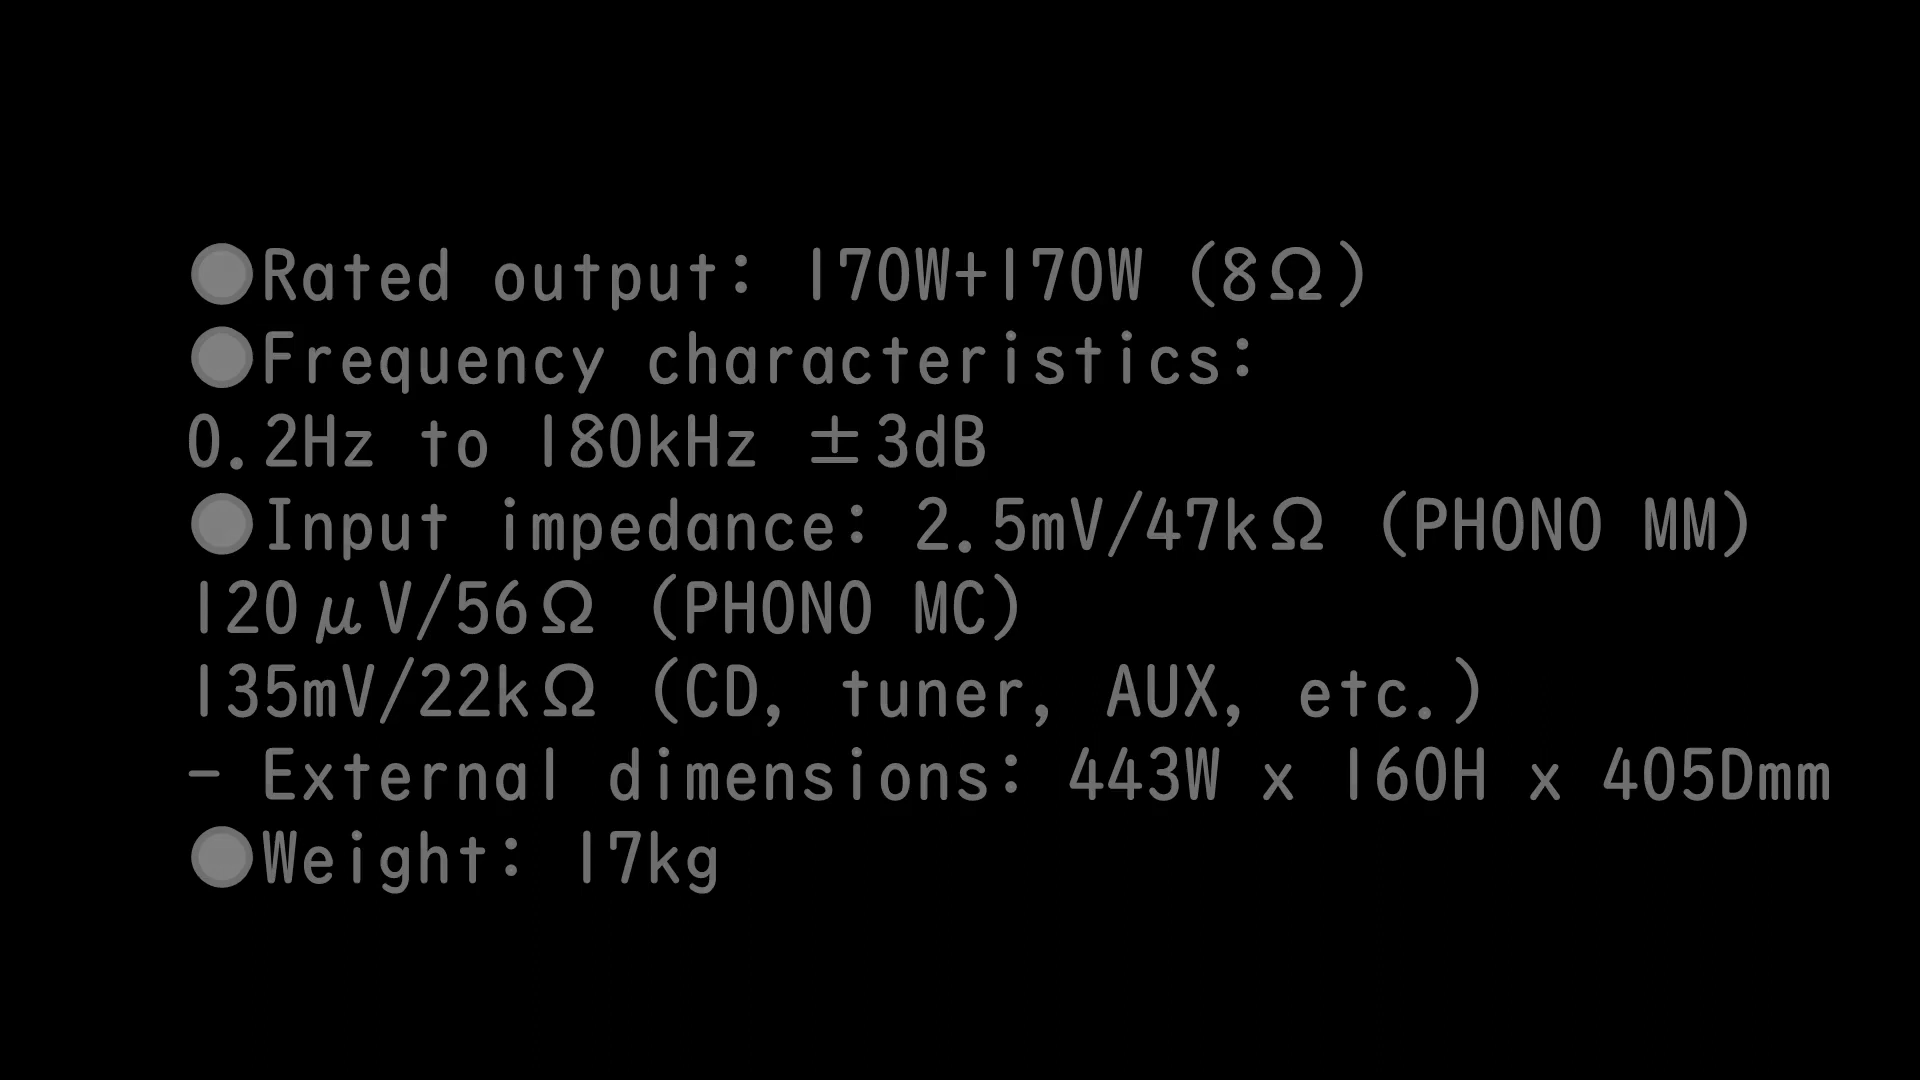 ●Rated output: 170W+170W (8Ω)
●Frequency characteristics:
0.2Hz to 180kHz ±3dB
●Input impedance: 2.5mV/47kΩ (PHONO MM)
120μV/56Ω (PHONO MC)
135mV/22kΩ (CD, tuner, AUX, etc.)
- External dimensions: 443W x 160H x 405Dmm
●Weight: 17kg